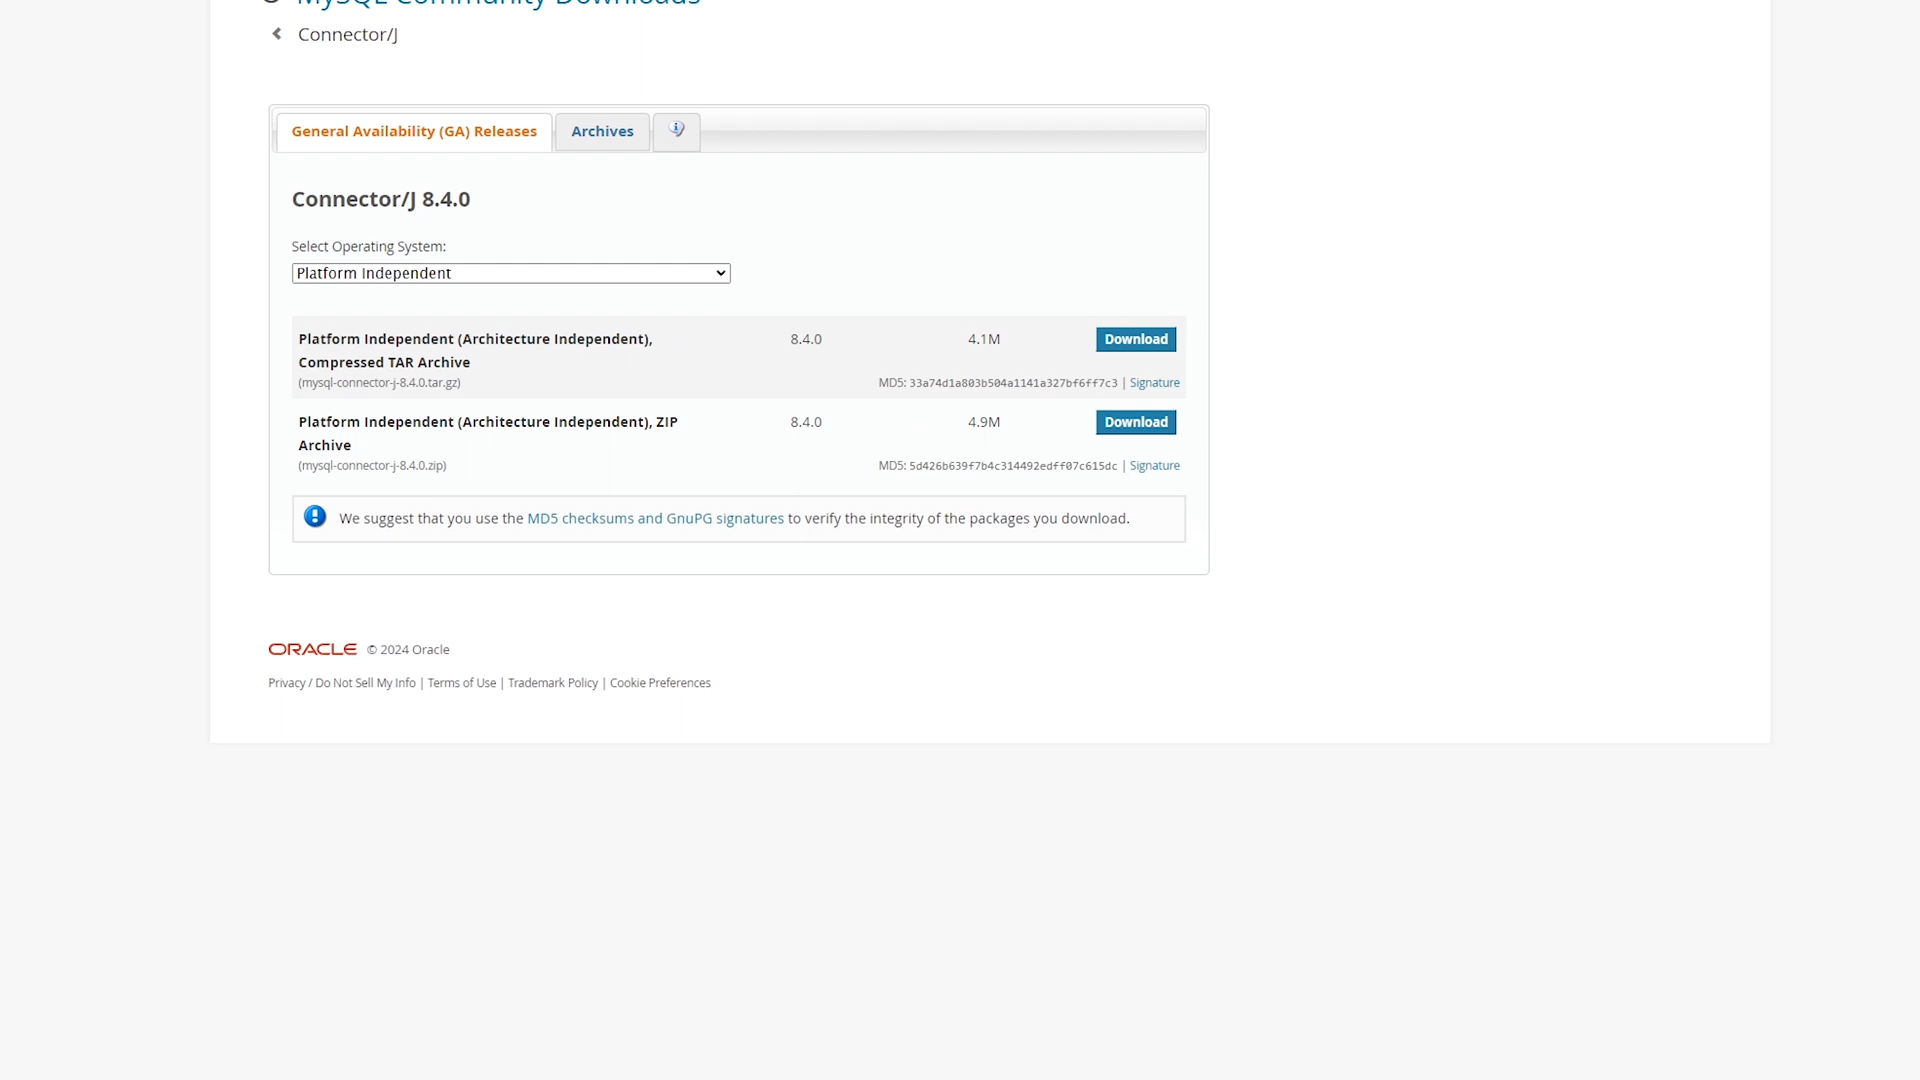 MySQL Community Downloads
Connector/J
General Availability (GA) Releases Archives
Connector/J 8.4.0
Select Operating System:
Platform Independent
Platform Independent (Architecture Independent), 8.4.0 4.1M Download
Compressed TAR Archive
(mysql-connector-j-8.4.0.tar.gz) MD5: 33a74d1a803b504a1141a327bf6ff7c3 | Signature
Platform Independent (Architecture Independent), ZIP 8.4.0 4.9M Download
Archive
(mysql-connector-j-8.4.0.zip) MD5: 5d426b639f7b4c314492edff07c615dc | Signature
We suggest that you use the MD5 checksums and GnuPG signatures to verify the integrity of the packages you download.
ORACLE © 2024 Oracle
Privacy / Do Not Sell My Info | Terms of Use | Trademark Policy | Cookie Preferences